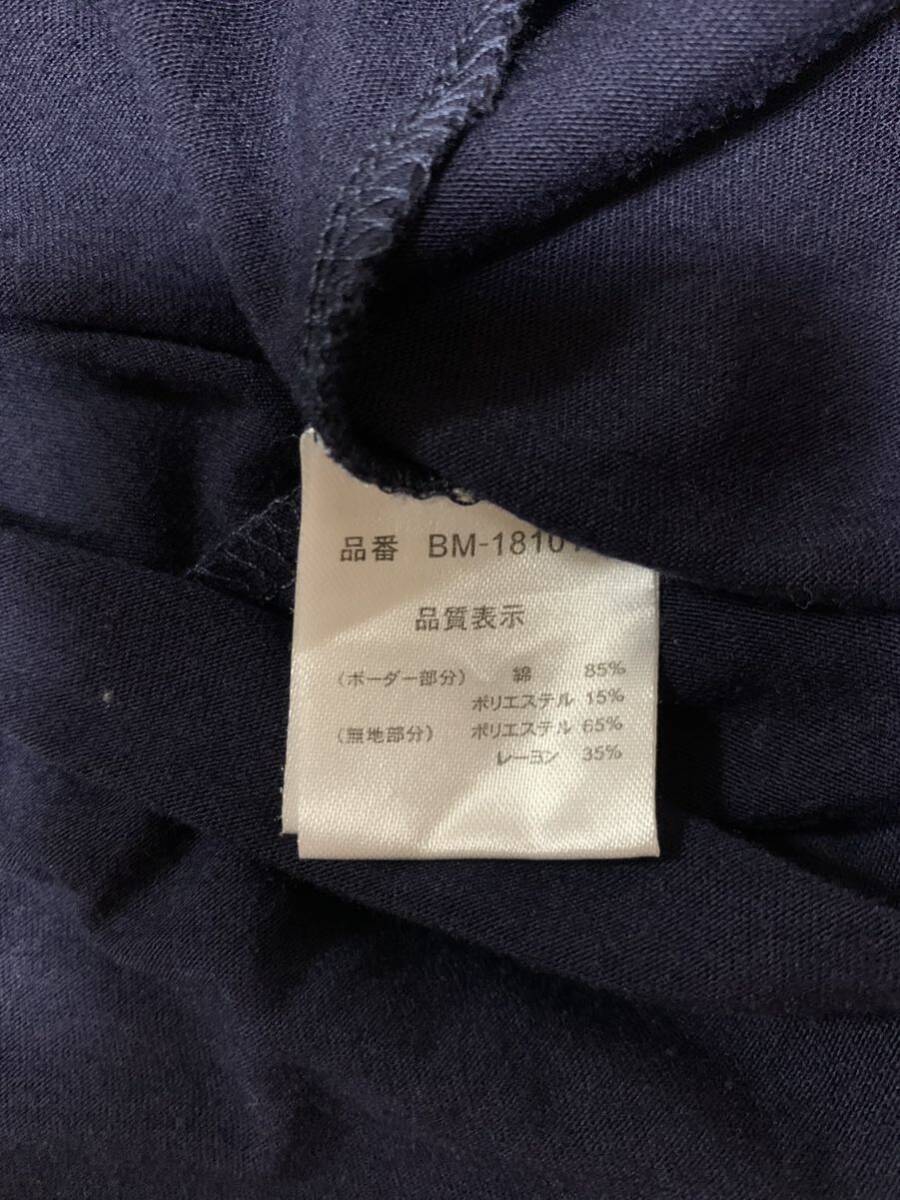 品番 BM-1810
品質表示
(ボーダー部分) 綿 85%
ポリエステル 15%
(無地部分) ポリエステル 65%
レーヨン 35%